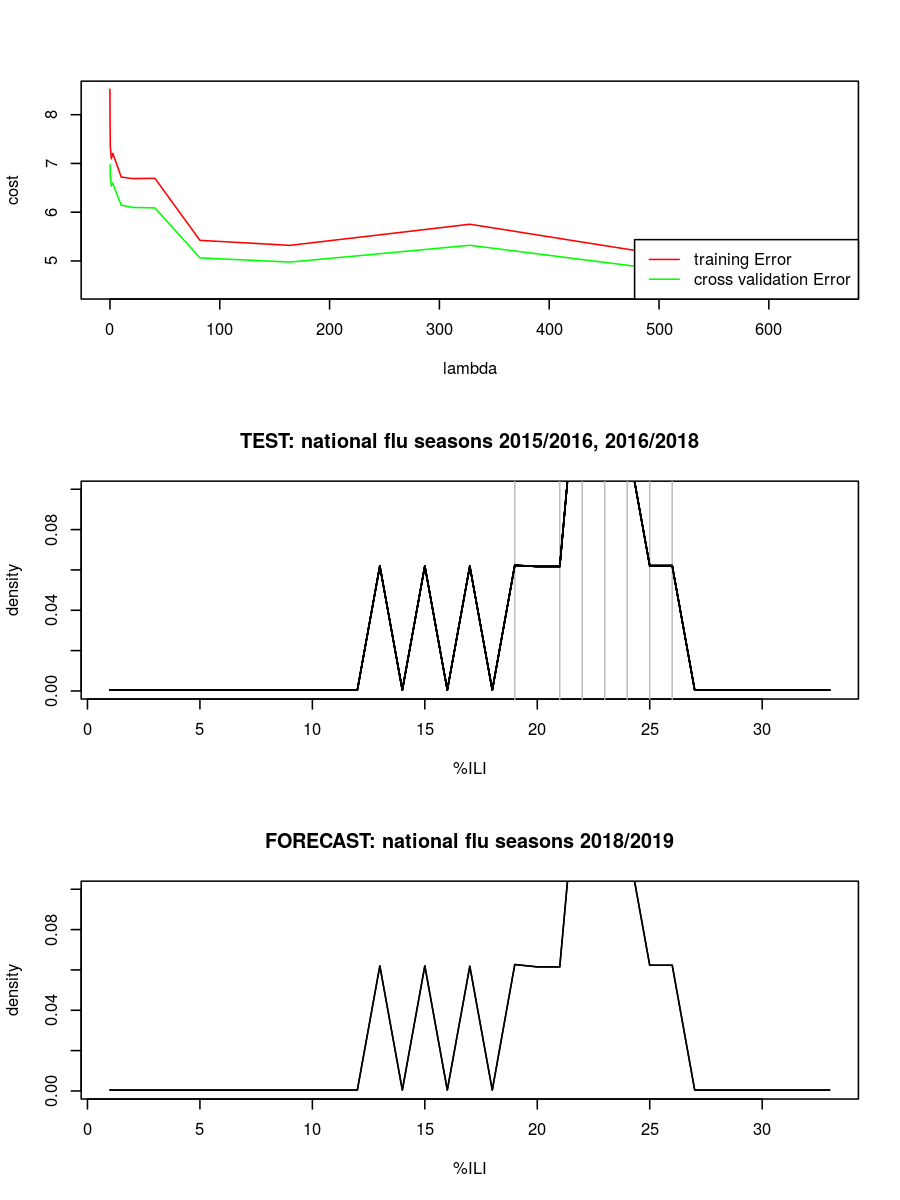 cost
8
7
6
5
training Error
cross validation Error
0 100 200 300 400 500 600
lambda
TEST: national flu seasons 2015/2016, 2016/2018
density
0.08
0.04
0.00
0 5 10 15 20 25 30
%ILI
FORECAST: national flu seasons 2018/2019
density
0.08
0.04
0.00
0 5 10 15 20 25 30
%ILI